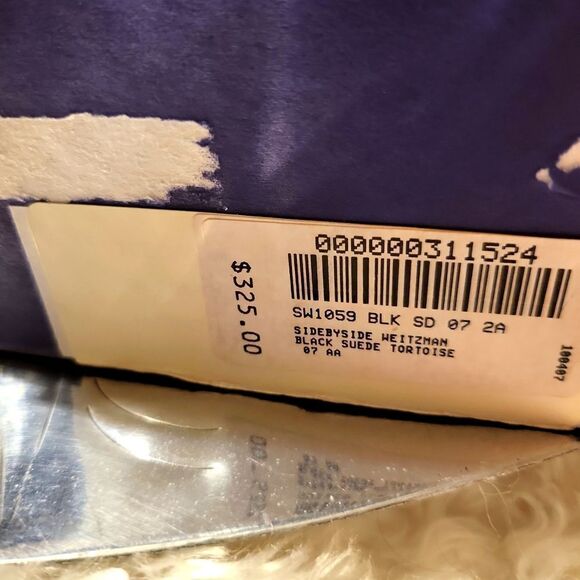 000000311524
$325.00
SW1059 BLK SD 07 2A
SIDEBYSIDE WEITZMAN
BLACK SUEDE TORTOISE
07 AA
100407